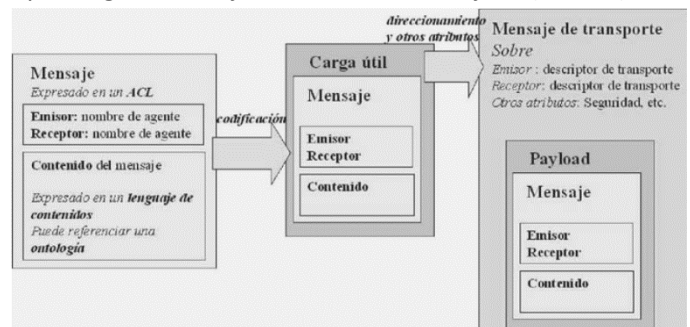 Mensaje
Expresado en un ACL
Emisor: nombre de agente
Receptor: nombre de agente
Contenido del mensaje
Expresado en un lenguaje de
contenidos
Puede referenciar una
ontología
codificación
Carga útil
Mensaje
Emisor
Receptor
Contenido
direccionamiento
y otros atributos
Mensaje de transporte
Sobre
Emisor : descriptor de transporte
Receptor: descriptor de transporte
Otros atributos: Seguridad, etc.
Payload
Mensaje
Emisor
Receptor
Contenido